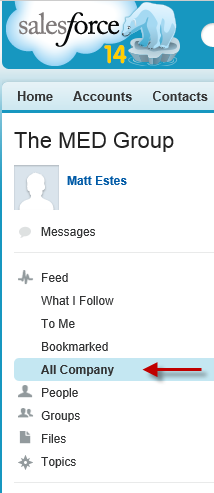 salesforce
14
Home Accounts Contacts
The MED Group
Matt Estes
Messages
Feed
What I Follow
To Me
Bookmarked
All Company
People
Groups
Files
Topics